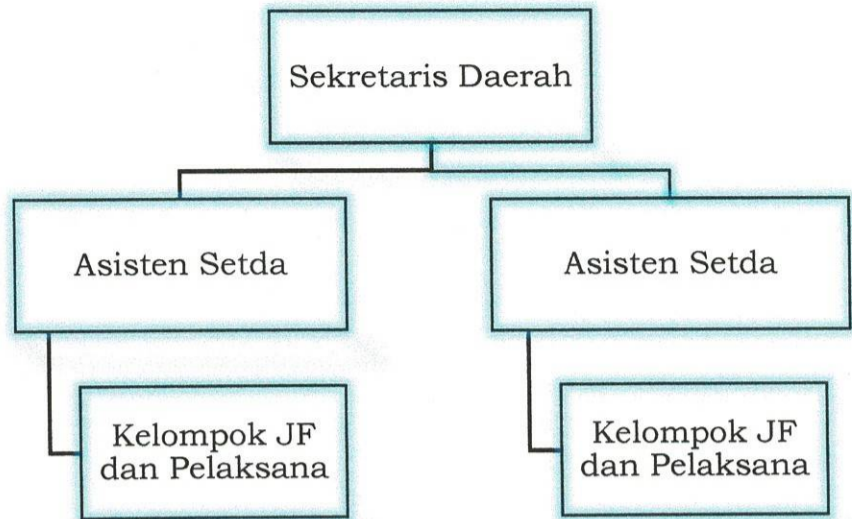 Sekretaris Daerah
Asisten Setda
Asisten Setda
Kelompok JF
dan Pelaksana
Kelompok JF
dan Pelaksana